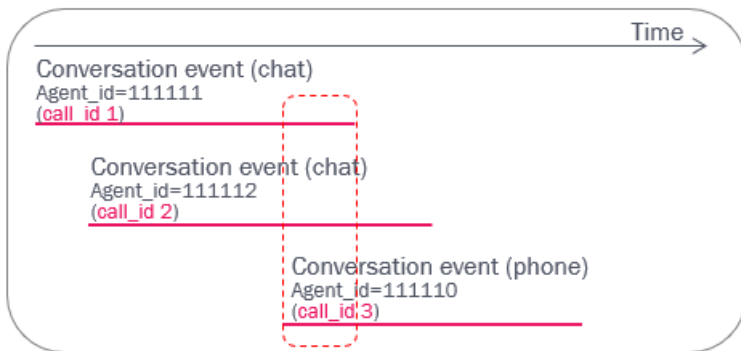 Time
Conversation event (chat)
Agent_id=111111
(call_id 1)
Conversation event (chat)
Agent_id=111112
(call_id 2)
Conversation event (phone)
Agent_id=111110
(call_id 3)